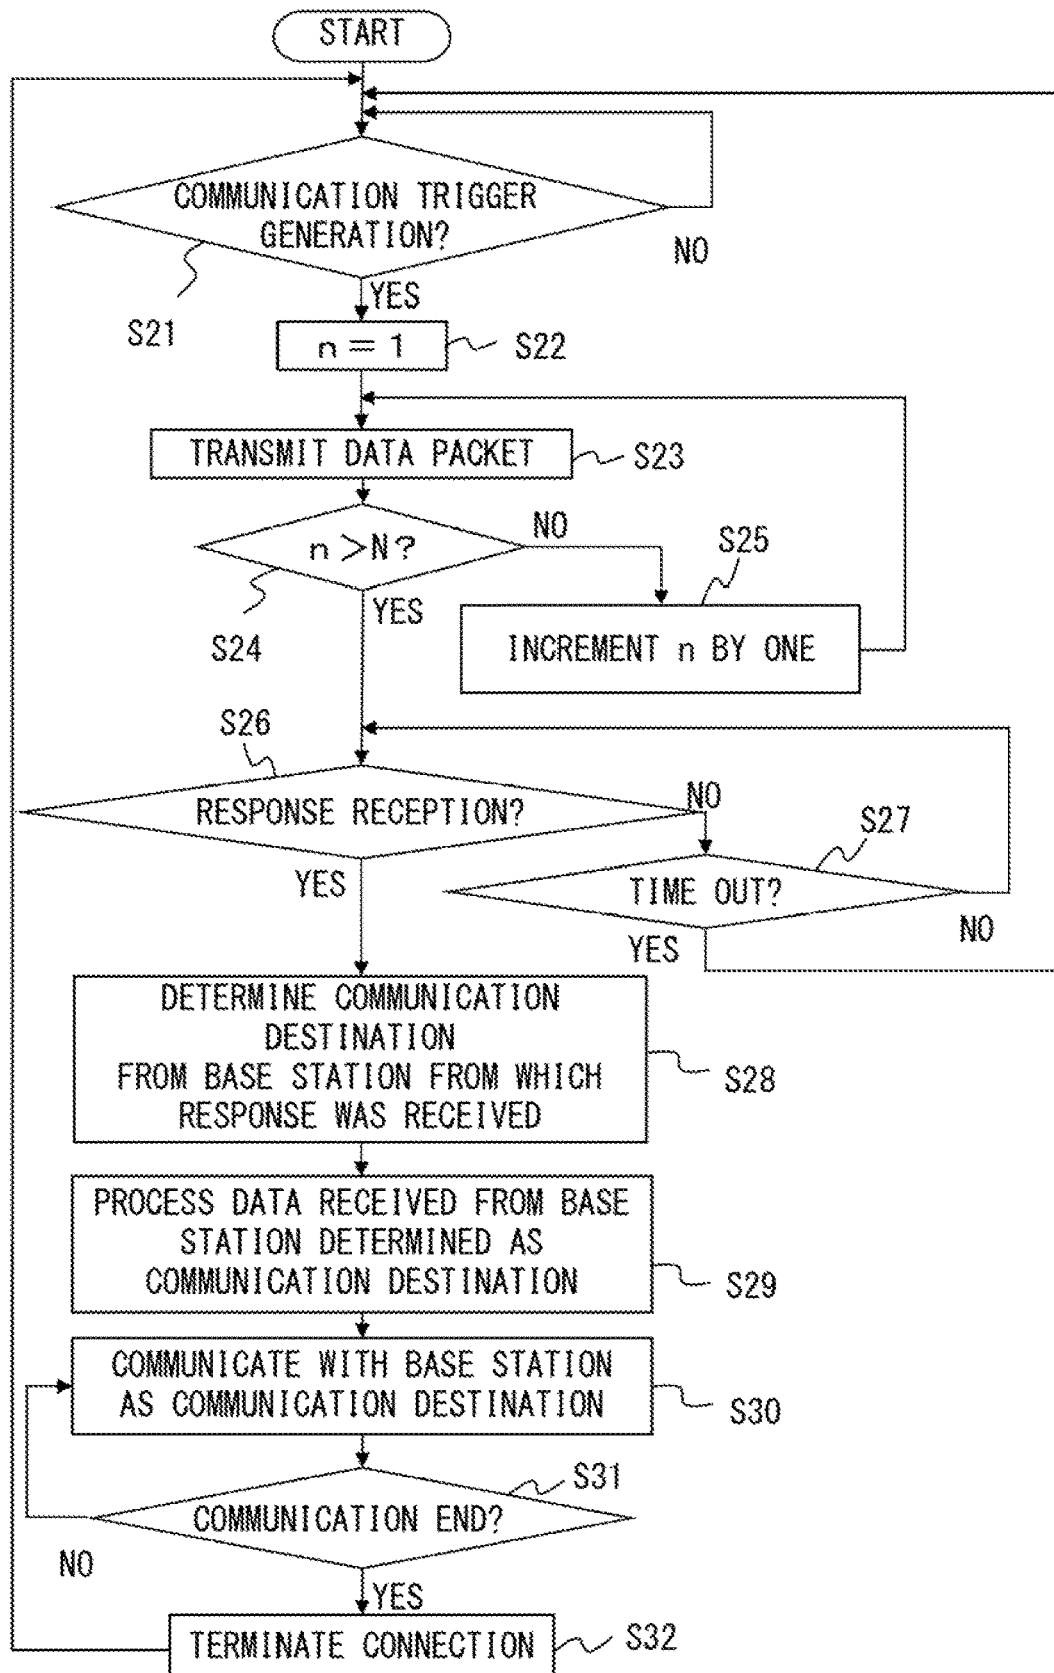 START
COMMUNICATION TRIGGER
GENERATION?
NO
YES
S21
n = 1
S22
TRANSMIT DATA PACKET
S23
n > N?
NO
S25
YES
S24
INCREMENT n BY ONE
S26
RESPONSE RECEPTION?
NO
S27
YES
TIME OUT?
YES
NO
DETERMINE COMMUNICATION
DESTINATION
FROM BASE STATION FROM WHICH
RESPONSE WAS RECEIVED
S28
PROCESS DATA RECEIVED FROM BASE
STATION DETERMINED AS
COMMUNICATION DESTINATION
S29
COMMUNICATE WITH BASE STATION
AS COMMUNICATION DESTINATION
S30
S31
COMMUNICATION END?
NO
YES
TERMINATE CONNECTION
S32